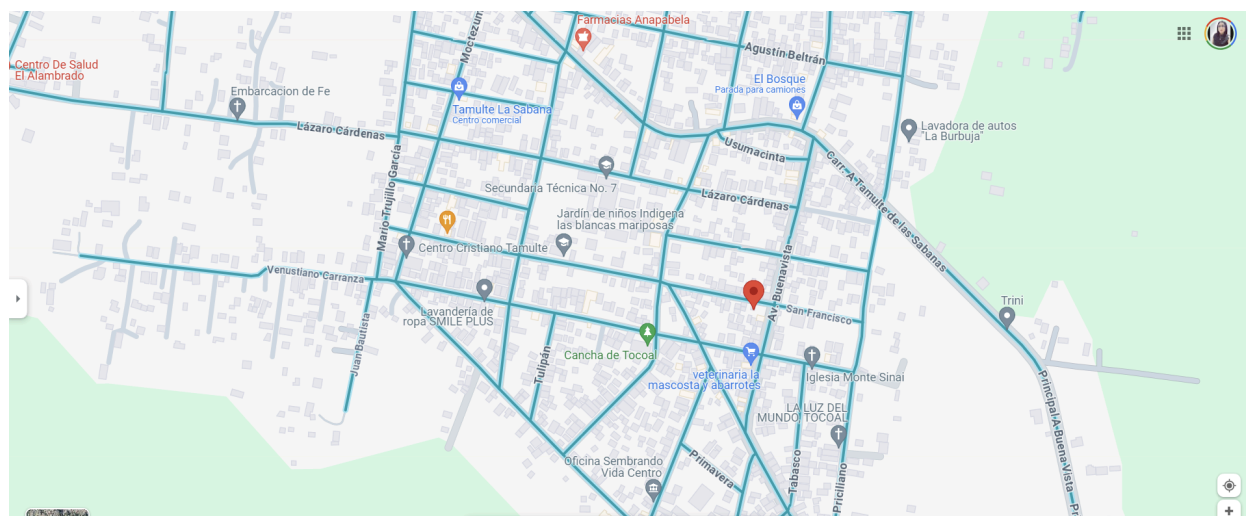 Farmacias Anapabela
Moctezum
Agustín Beltrán
Centro De Salud
El Alambrado
Embarcacion de Fe
El Bosque
Parada para camiones
Tamulte La Sabana
Centro comercial
Lázaro Cárdenas
Lavadora de autos
"La Burbuja"
Usumacinta
Carr. A Tamulte de las Sabanas
Secundaria Técnica No. 7
Lázaro Cárdenas
Mario Trujillo García
Jardín de niños Indigena
las blancas mariposas
Centro Cristiano Tamulte
Av. Buenavista
Venustiano Carranza
San Francisco
Trini
Lavandería de
ropa SMILE PLUS
Juan Bautista
Tulipán
Cancha de Tocoal
veterinaria la
mascosta y abarrotes
Iglesia Monte Sinai
LA LUZ DEL
MUNDO TOCOAL
Principal A Buena Vista
Oficina Sembrando
Vida Centro
Primavera
Tabasco
Priciliano